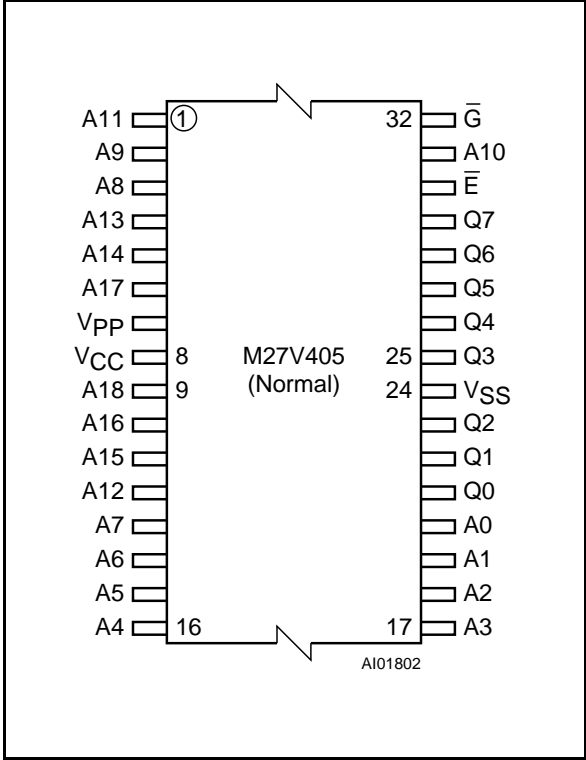 A11 1 32 G̅
A9 A10
A8 E̅
A13 Q7
A14 Q6
A17 Q5
VPP Q4
VCC 8 M27V405 25 Q3
A18 9 (Normal) 24 VSS
A16 Q2
A15 Q1
A12 Q0
A7 A0
A6 A1
A5 A2
A4 16 17 A3
AI01802